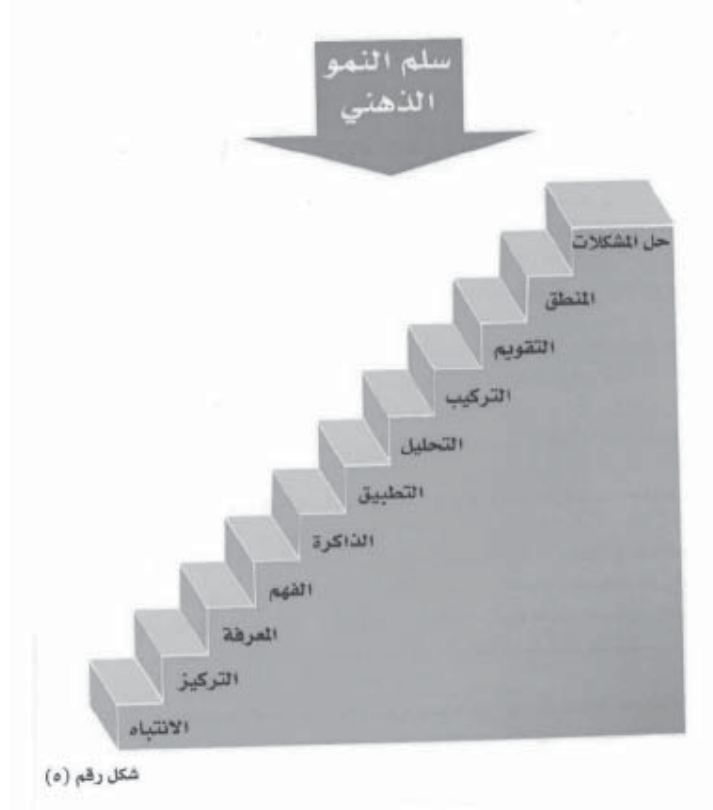 سلم النمو
الذهني
حل المشكلات
المنطق
التقويم
التركيب
التحليل
التطبيق
الذاكرة
الفهم
المعرفة
التركيز
الانتباه
شكل رقم (٥)